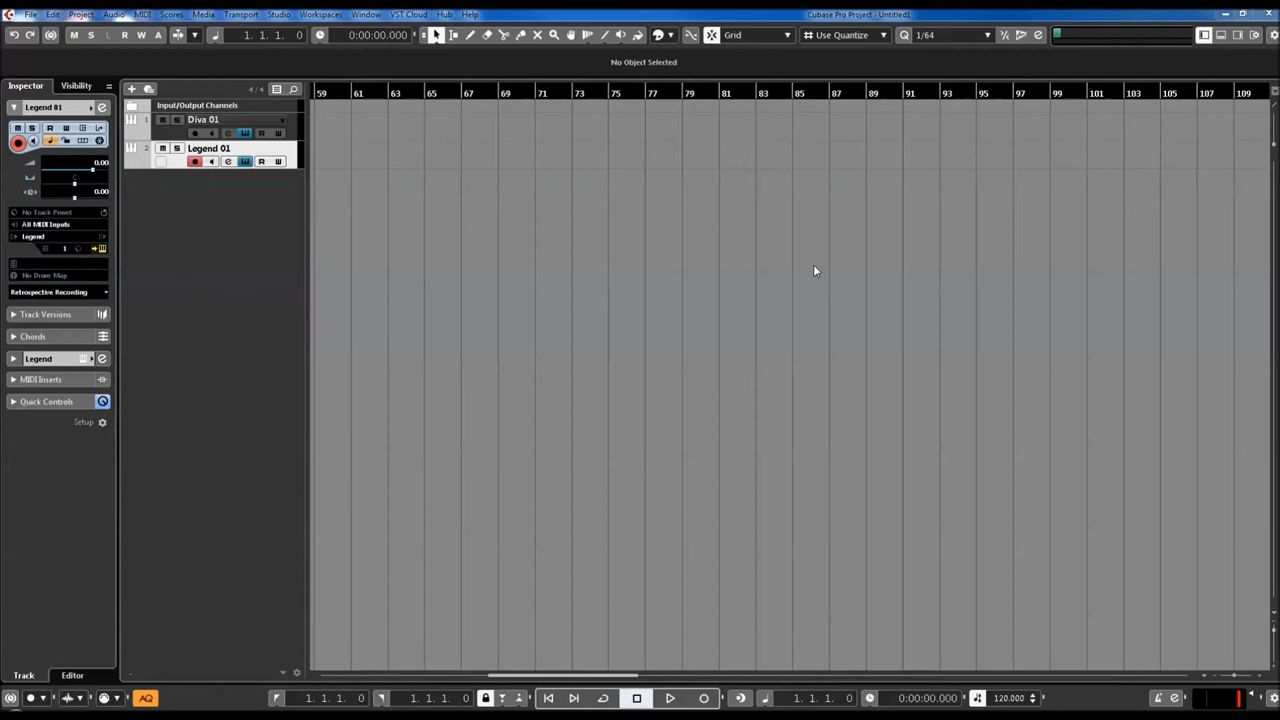 File Edit Project Audio MIDI Scores Media Transport Studio Workspaces Window VST Cloud Hub Help
Cubase Pro Project - Untitled1
M S L R W A 1. 1. 1. 0 0:00:00.000 Grid Use Quantize 1/64
No Object Selected
Inspector Visibility
4/4
59 61 63 65 67 69 71 73 75 77 79 81 83 85 87 89 91 93 95 97 99 101 103 105 107 109
Legend 01
Input/Output Channels
1 M S Diva 01
R W
2 M S Legend 01
R W
M S R W
0.00
C
0.00
No Track Preset
All MIDI Inputs
Legend
1
No Drum Map
Retrospective Recording
Track Versions
Chords
Legend
MIDI Inserts
Quick Controls
Setup
Track Editor
AQ 1. 1. 1. 0 1. 1. 1. 0 1. 1. 1. 0 0:00:00.000 120.000